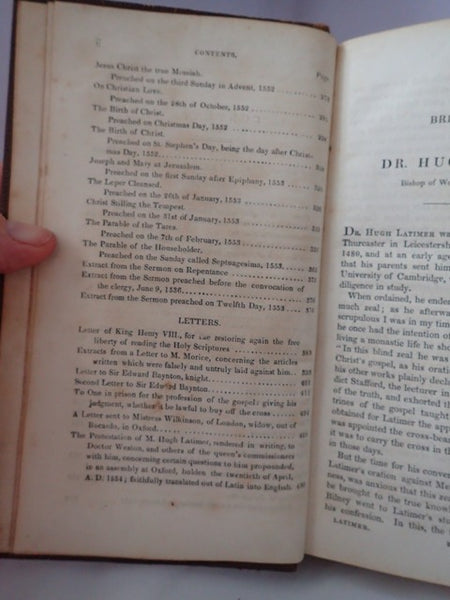 CONTENTS.
Page
Jesus Christ the true Messiah.
Preached on the third Sunday in Advent, 1552
On Christian Love.
Preached on the 28th of October, 1552
The Birth of Christ.
Preached on Christmas Day, 1552
The Birth of Christ.
Preached on St. Stephen's Day, being the day after Christ-
mas Day, 1552
Joseph and Mary at Jerusalem.
Preached on the first Sunday after Epiphany, 1553
The Leper Cleansed.
Preached on the 20th of January, 1553
Christ Stilling the Tempest.
Preached on the 31st of January, 1553
The Parable of the Tares.
Preached on the 7th of February, 1553
The Parable of the Householder.
Preached on the Sunday called Septuagesima, 1553
Extract from the Sermon on Repentance
Extract from the Sermon preached before the convocation of
the clergy, June 9, 1536
Extract from the Sermon preached on Twelfth Day, 1553
LETTERS.
Letter of King Henry VIII., for the restoring again the free
liberty of reading the Holy Scriptures
Extracts from a Letter to M. Morice, concerning the articles
written which were falsely and untruly laid against him
Letter to Sir Edward Baynton, knight
Second Letter to Sir Edward Baynton
To One in prison for the profession of the gospel: giving his
judgment, whether it be lawful to buy off the cross
A Letter sent to Mistress Wilkinson, of London, widow, out of
Bocardo, in Oxford
The Protestation of M. Hugh Latimer, rendered in writing, to
Doctor Weston, and others of the queen's commissioners
with him, concerning certain questions to him propounded,
in an assembly at Oxford, holden the twentieth of April,
A. D. 1554; faithfully translated out of Latin into English
BRI
DR. HUG
Bishop of Wo
DR. HUGH LATIMER w
Thurcaster in Leicestersh
1480, and at an early age
that his parents sent him
University of Cambridge,
diligence in study.
When ordained, he ende
much zeal; as he afterwa
scrupulous I was in my tim
he once had the intention of
living a monastic life he sh
"In this blind zeal he was
Christ's gospel, as his oratio
his other works plainly decla
dict Stafford, the lecturer in
of the truth, and exhorted th
trines of the gospel taught
obtained for Latimer the app
was appointed the cross-bea
it was to carry the cross in th
in those days.
But the time for his conver
Latimer's oration against Me
ness, was anxious that this ze
be brought to the true know
Bilney went to Latimer's stu
his confession. In this, the
LATIMER.